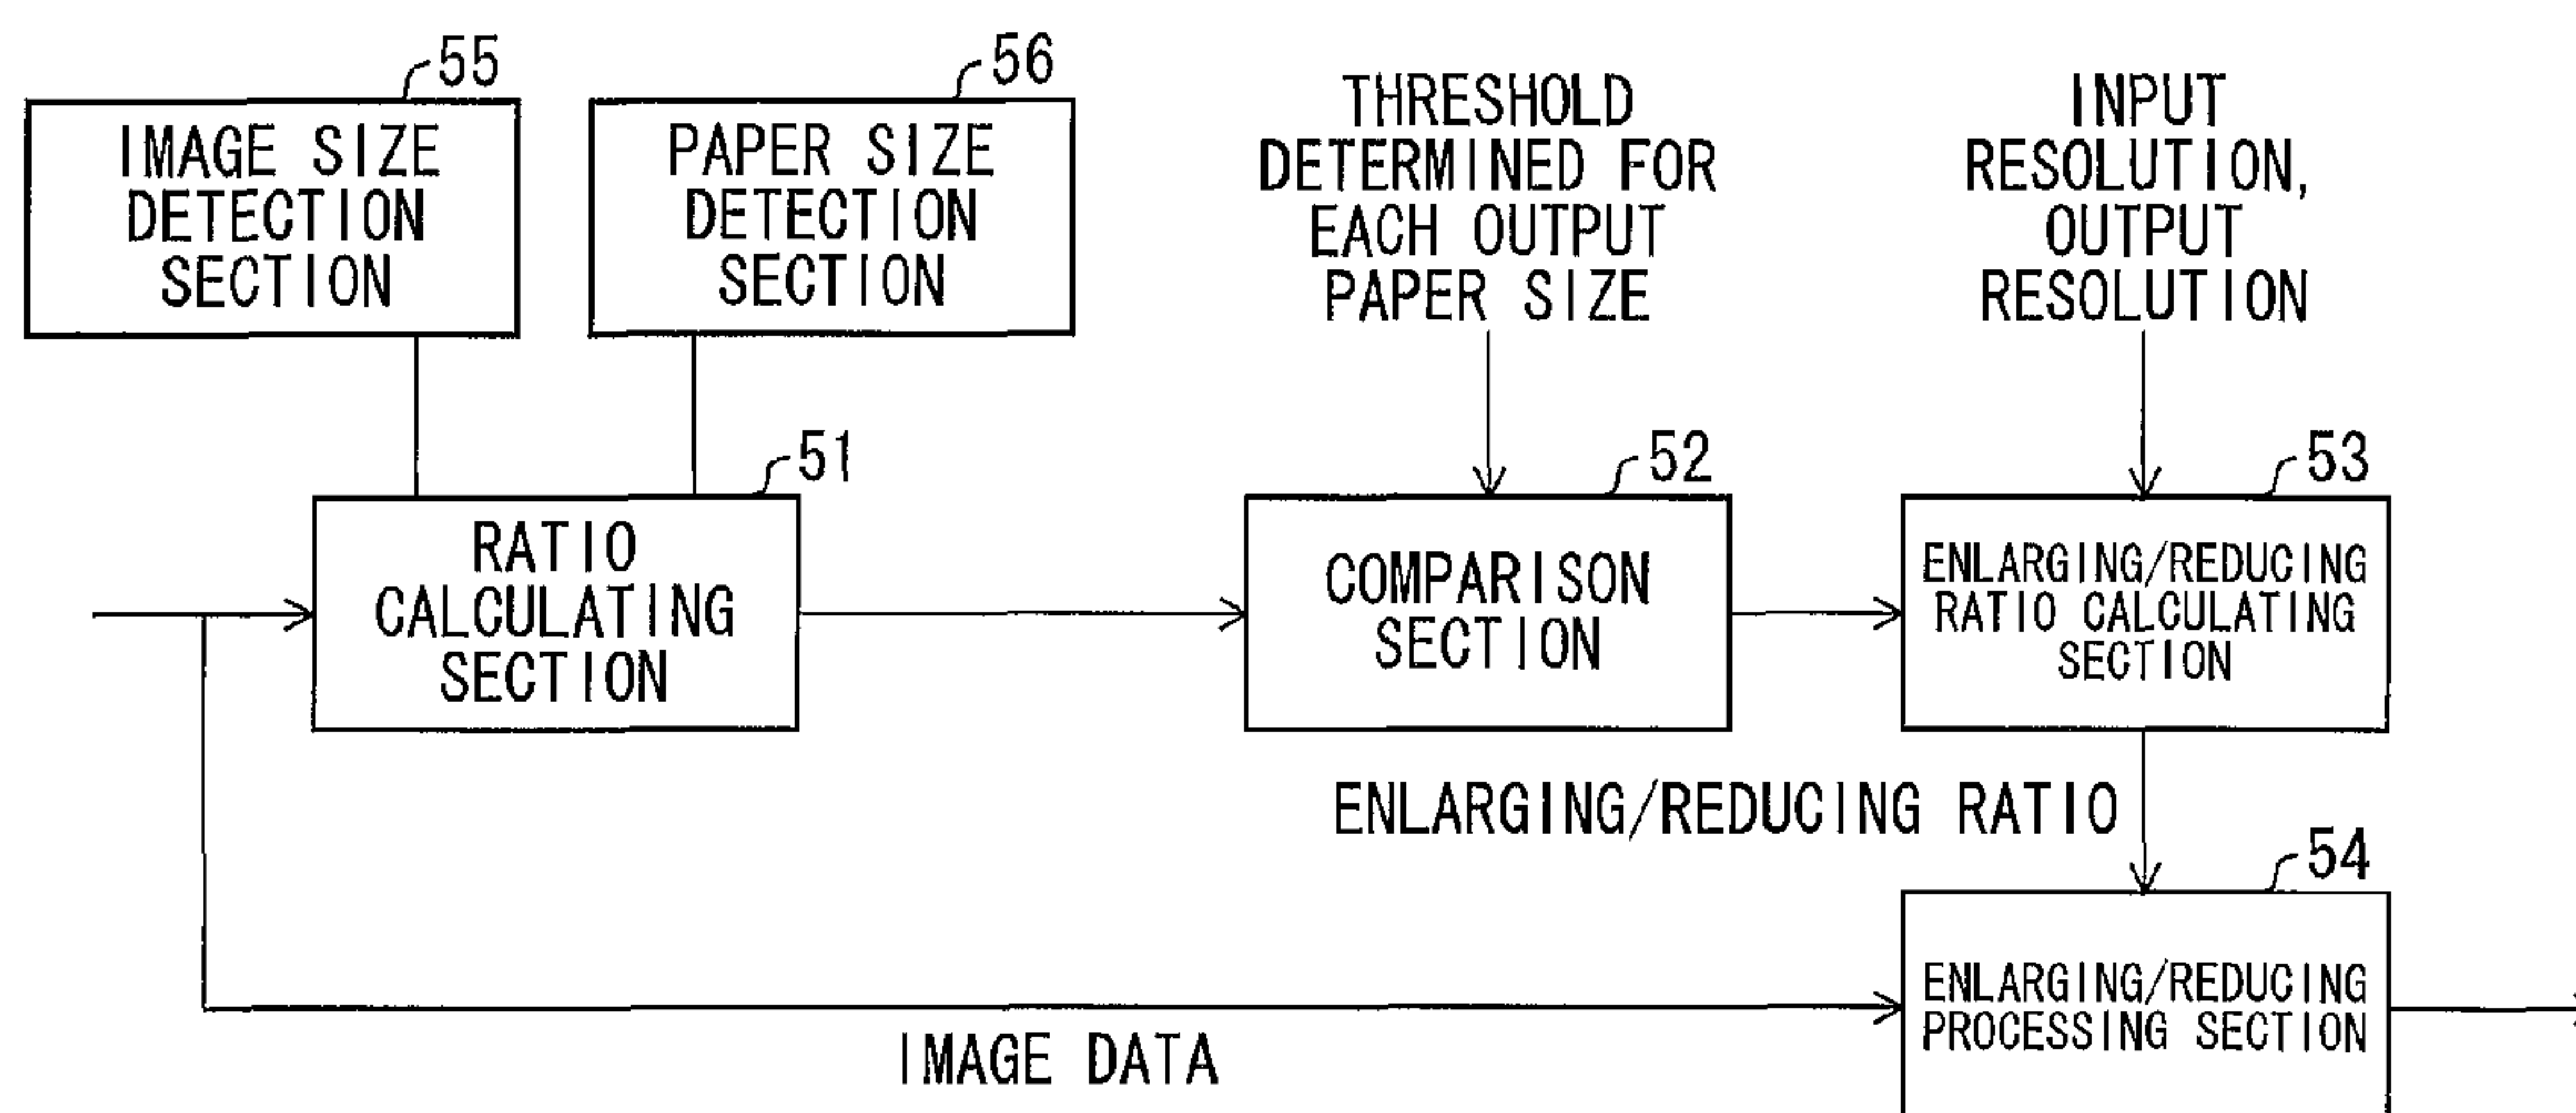 55
IMAGE SIZE
DETECTION
SECTION
56
PAPER SIZE
DETECTION
SECTION
THRESHOLD
DETERMINED FOR
EACH OUTPUT
PAPER SIZE
INPUT
RESOLUTION,
OUTPUT
RESOLUTION
51
RATIO
CALCULATING
SECTION
52
COMPARISON
SECTION
53
ENLARGING/REDUCING
RATIO CALCULATING
SECTION
ENLARGING/REDUCING RATIO
54
ENLARGING/REDUCING
PROCESSING SECTION
IMAGE DATA